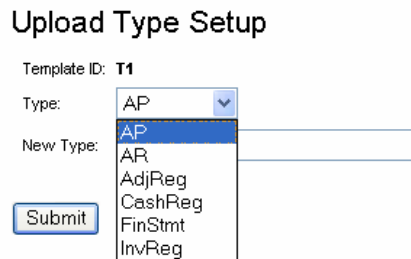 Upload Type Setup
Template ID: T1
Type: AP
AP
New Type:
AR
AdjReg
CashReg
Submit
FinStmt
InvReg